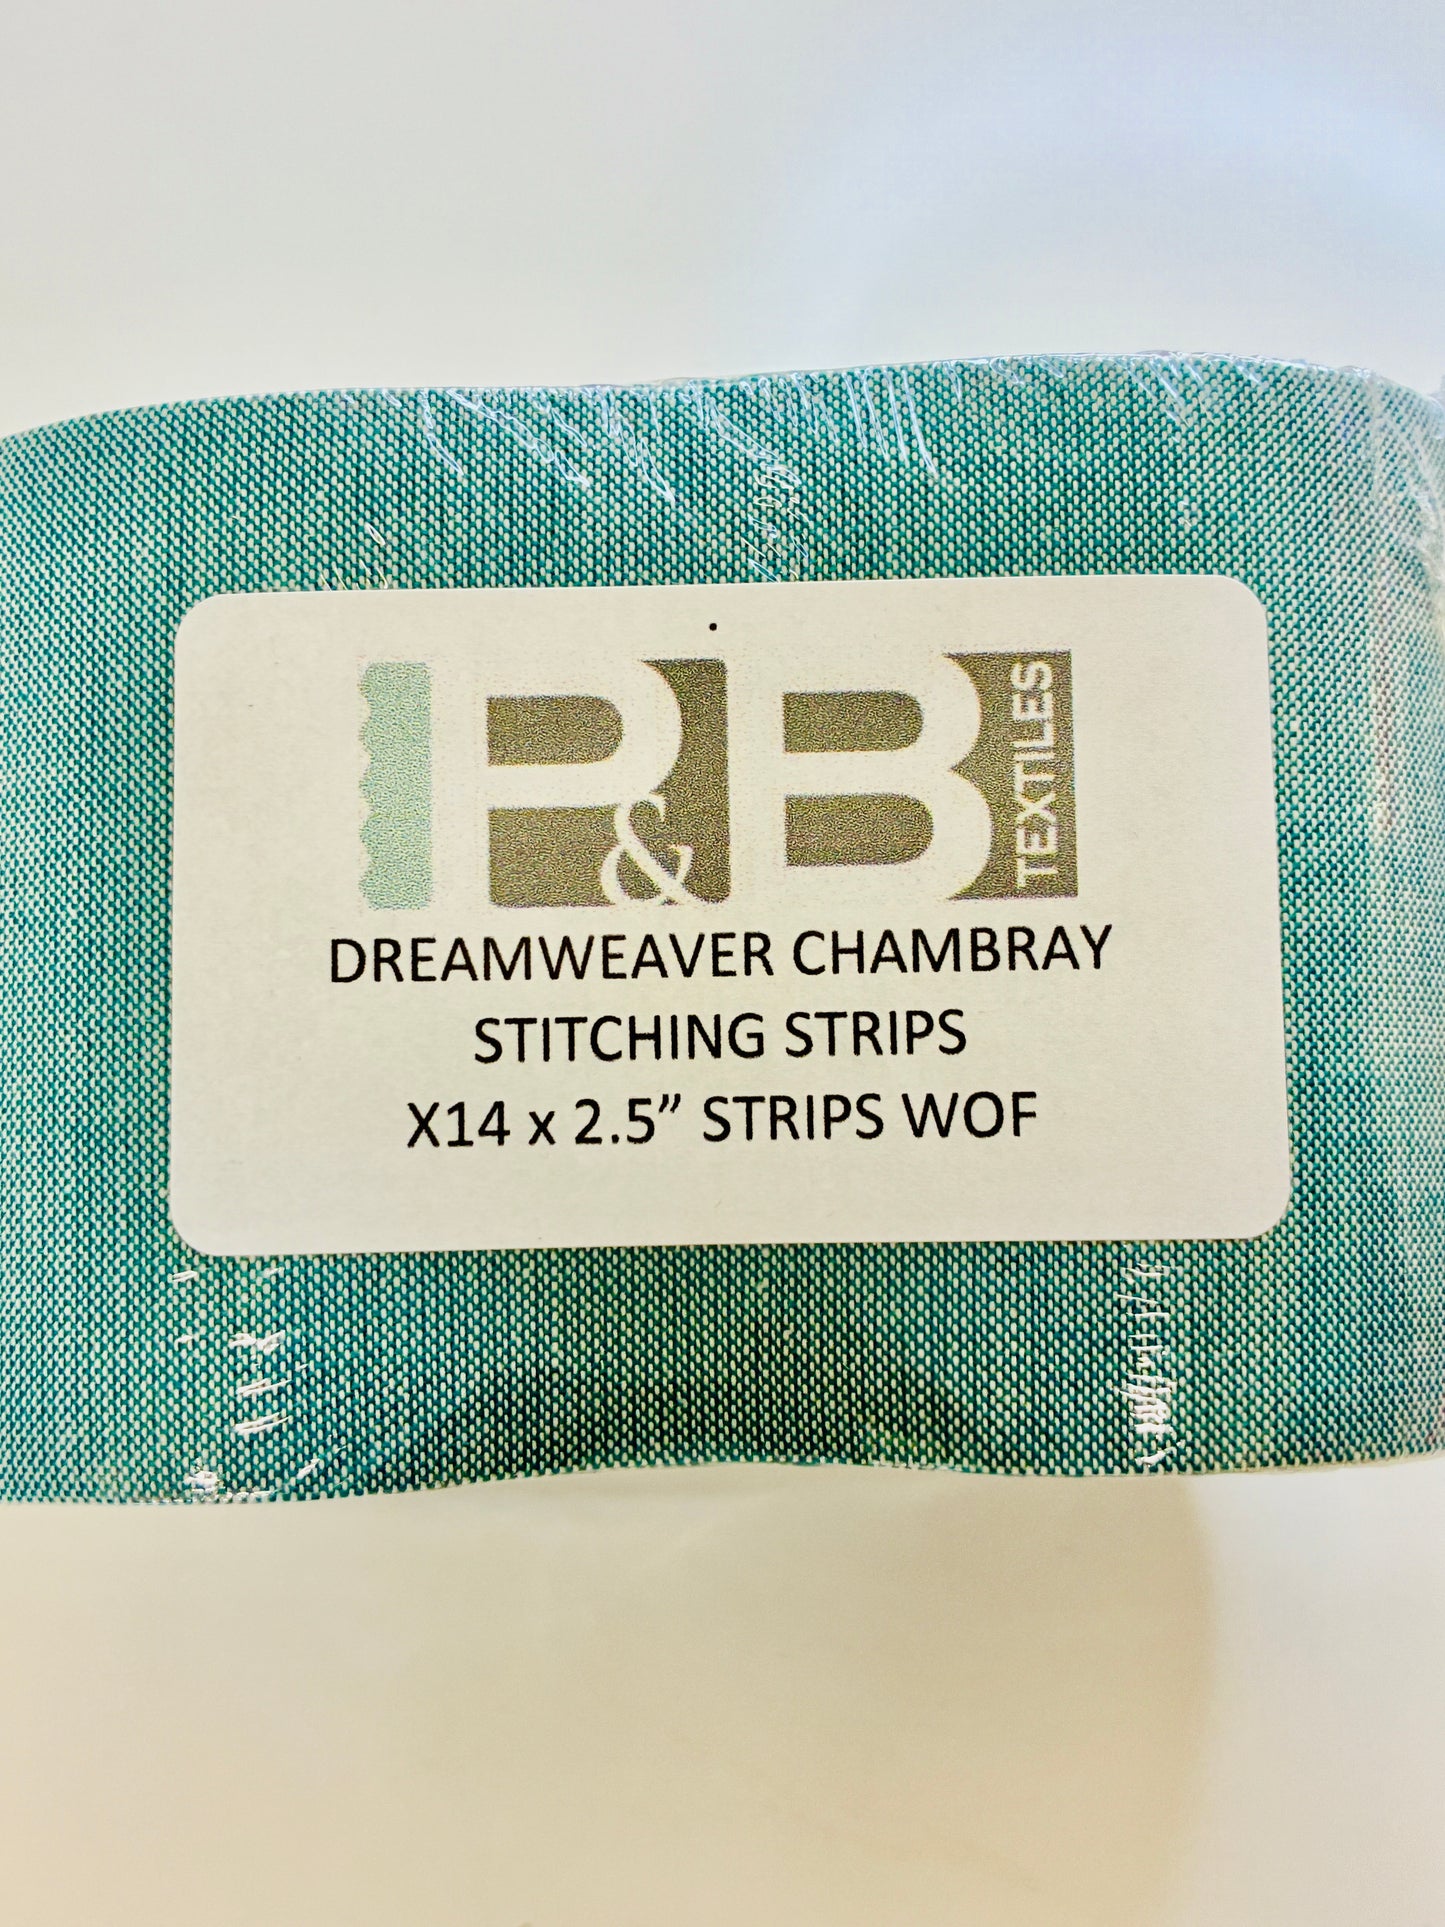 R&B
TEXTILES
DREAMWEAVER CHAMBRAY
STITCHING STRIPS
X14 x 2.5” STRIPS WOF